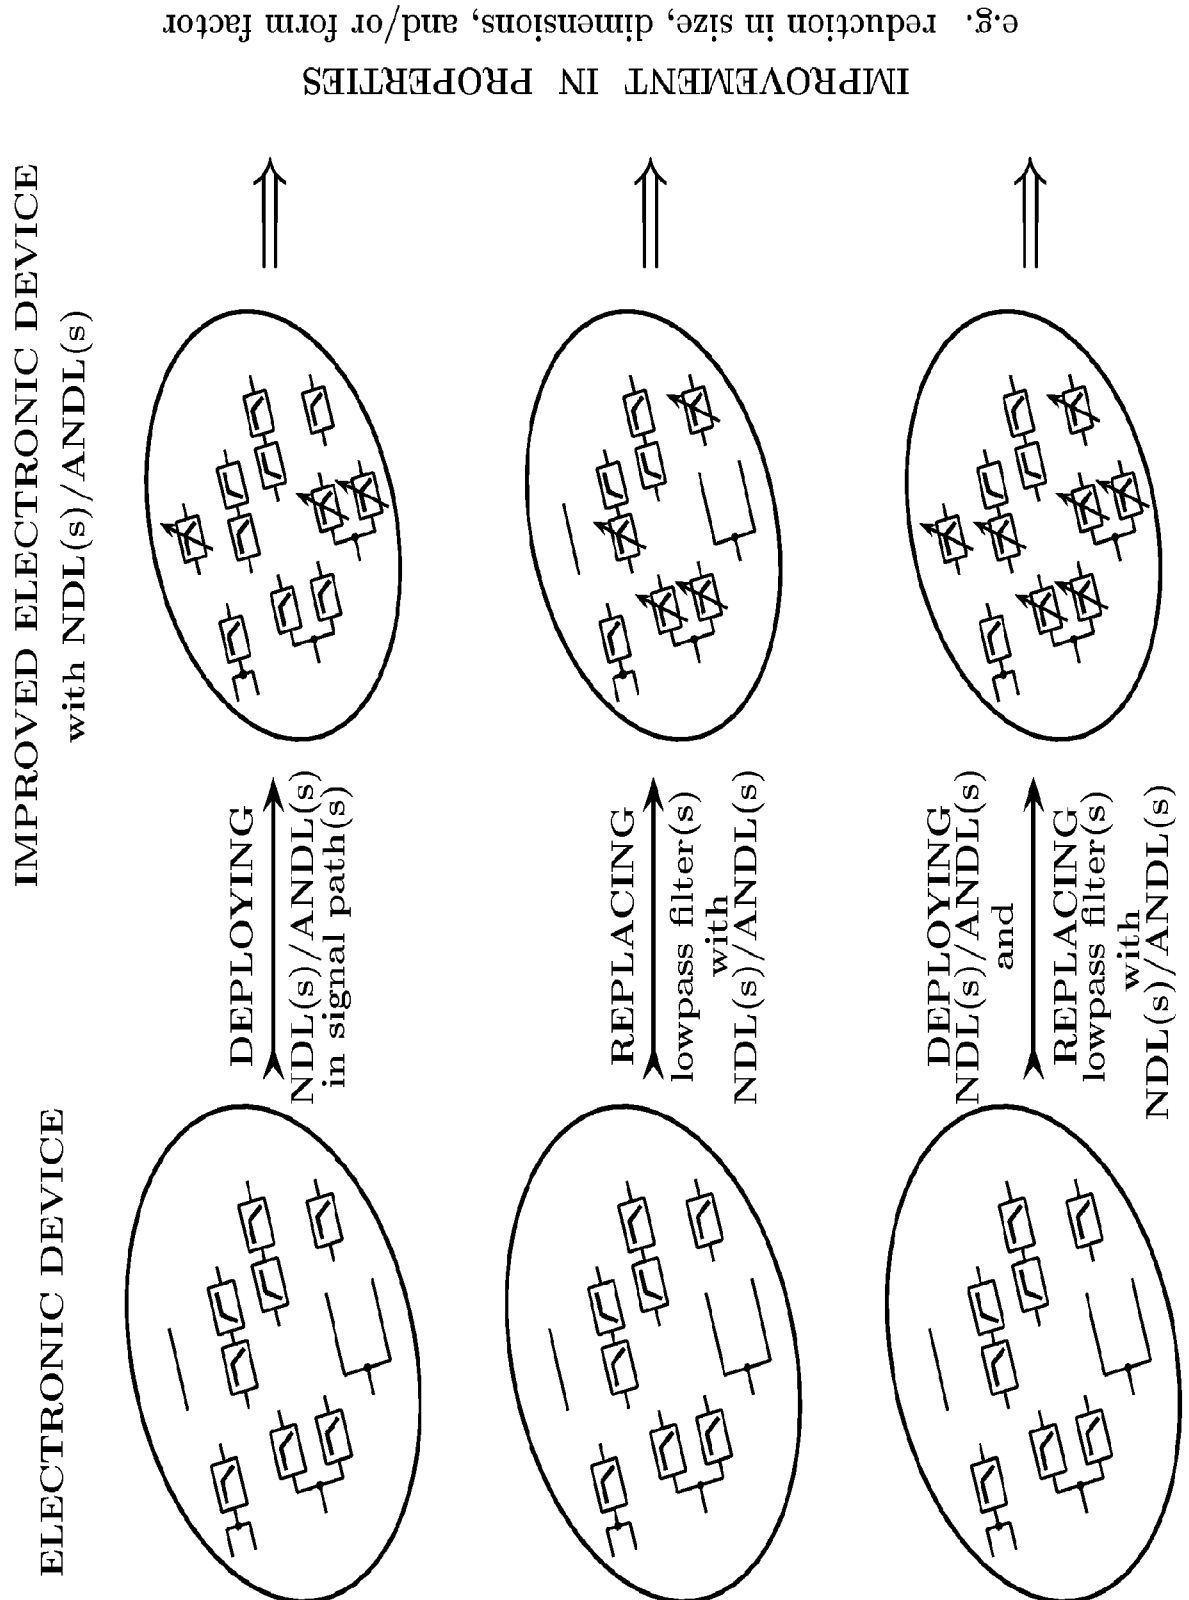 ELECTRONIC DEVICE
IMPROVED ELECTRONIC DEVICE
with NDL(s)/ANDL(s)
DEPLOYING
NDL(s)/ANDL(s)
in signal path(s)
REPLACING
lowpass filter(s)
with
NDL(s)/ANDL(s)
DEPLOYING
NDL(s)/ANDL(s)
and
REPLACING
lowpass filter(s)
with
NDL(s)/ANDL(s)
IMPROVEMENT IN PROPERTIES
e.g. reduction in size, dimensions, and/or form factor